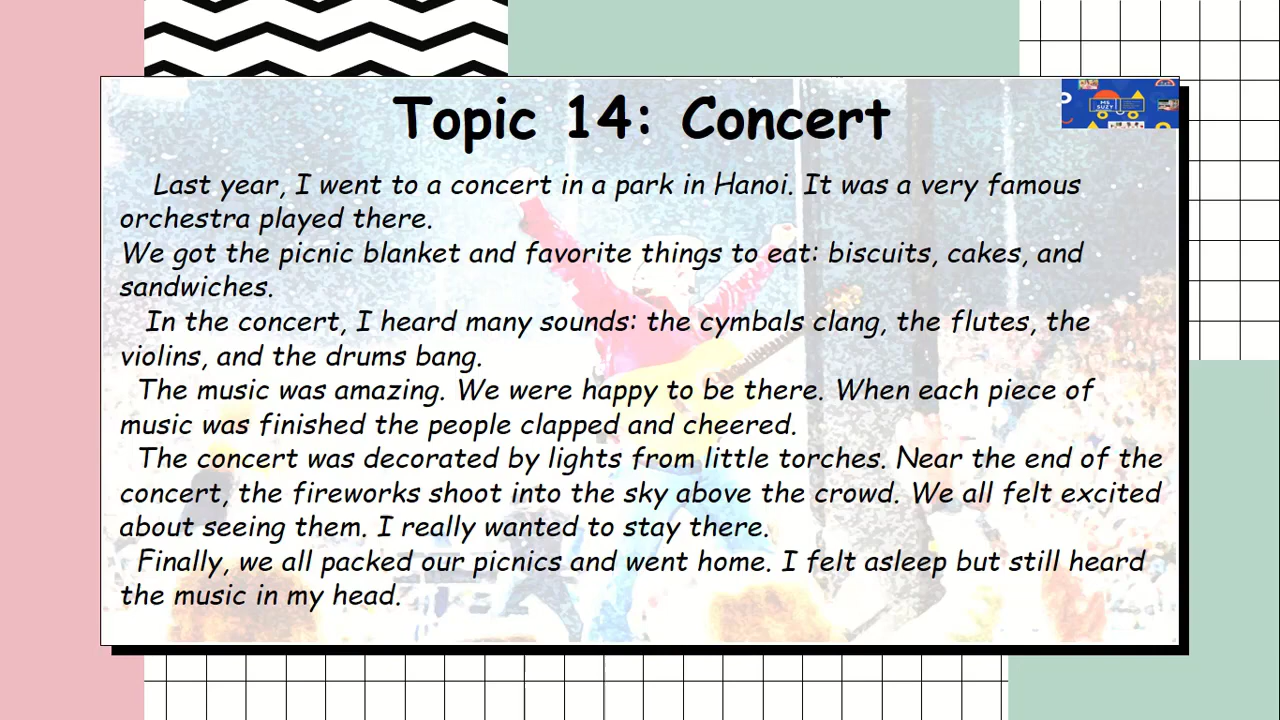 Topic 14: Concert
MS SUZY
Last year, I went to a concert in a park in Hanoi. It was a very famous
orchestra played there.
We got the picnic blanket and favorite things to eat: biscuits, cakes, and
sandwiches.
In the concert, I heard many sounds: the cymbals clang, the flutes, the
violins, and the drums bang.
The music was amazing. We were happy to be there. When each piece of
music was finished the people clapped and cheered.
The concert was decorated by lights from little torches. Near the end of the
concert, the fireworks shoot into the sky above the crowd. We all felt excited
about seeing them. I really wanted to stay there.
Finally, we all packed our picnics and went home. I felt asleep but still heard
the music in my head.